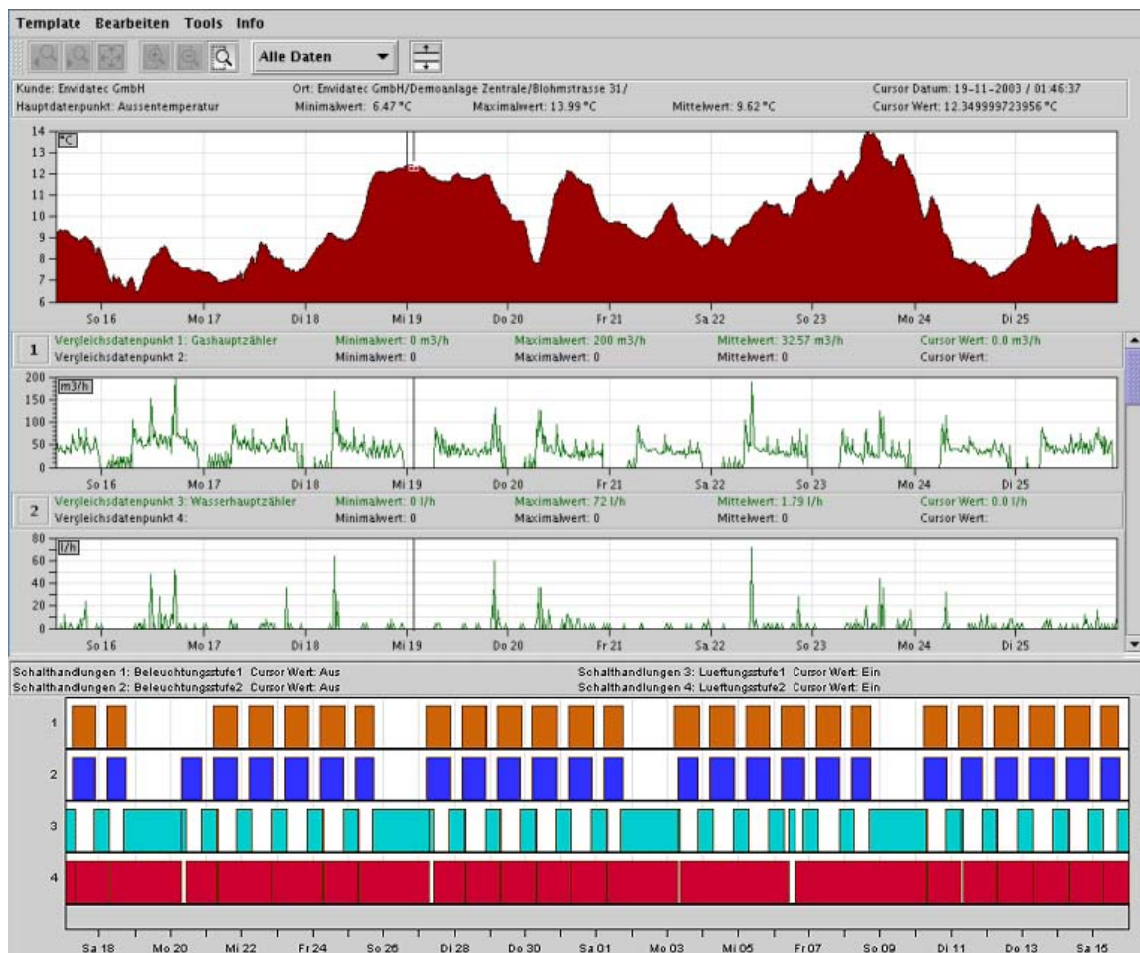 Template Bearbeiten Tools Info
Alle Daten
Kunde: Envidatec GmbH Ort: Envidatec GmbH/Demoanlage Zentrale/Blohmstrasse 31/ Cursor Datum: 19-11-2003 / 01:46:37
Hauptdatenpunkt: Aussentemperatur Minimalwert: 6.47 °C Maximalwert: 13.99 °C Mittelwert: 9.62 °C Cursor Wert: 12.349999723956 °C
°C
14
13
12
11
10
9
8
7
6
So 16 Mo 17 Di 18 Mi 19 Do 20 Fr 21 Sa 22 So 23 Mo 24 Di 25
1
Vergleichsdatenpunkt 1: Gashauptzähler Minimalwert: 0 m3/h Maximalwert: 200 m3/h Mittelwert: 32.57 m3/h Cursor Wert: 0.0 m3/h
Vergleichsdatenpunkt 2: Minimalwert: 0 Maximalwert: 0 Mittelwert: 0 Cursor Wert:
m3/h
200
150
100
50
0
So 16 Mo 17 Di 18 Mi 19 Do 20 Fr 21 Sa 22 So 23 Mo 24 Di 25
2
Vergleichsdatenpunkt 3: Wasserhauptzähler Minimalwert: 0 l/h Maximalwert: 72 l/h Mittelwert: 1.79 l/h Cursor Wert: 0.0 l/h
Vergleichsdatenpunkt 4: Minimalwert: 0 Maximalwert: 0 Mittelwert: 0 Cursor Wert:
l/h
80
60
40
20
0
So 16 Mo 17 Di 18 Mi 19 Do 20 Fr 21 Sa 22 So 23 Mo 24 Di 25
Schalthandlungen 1: Beleuchtungsstufe1 Cursor Wert: Aus Schalthandlungen 3: Lueftungsstufe1 Cursor Wert: Ein
Schalthandlungen 2: Beleuchtungsstufe2 Cursor Wert: Aus Schalthandlungen 4: Lueftungsstufe2 Cursor Wert: Ein
1
2
3
4
Sa 18 Mo 20 Mi 22 Fr 24 So 26 Di 28 Do 30 Sa 01 Mo 03 Mi 05 Fr 07 So 09 Di 11 Do 13 Sa 15